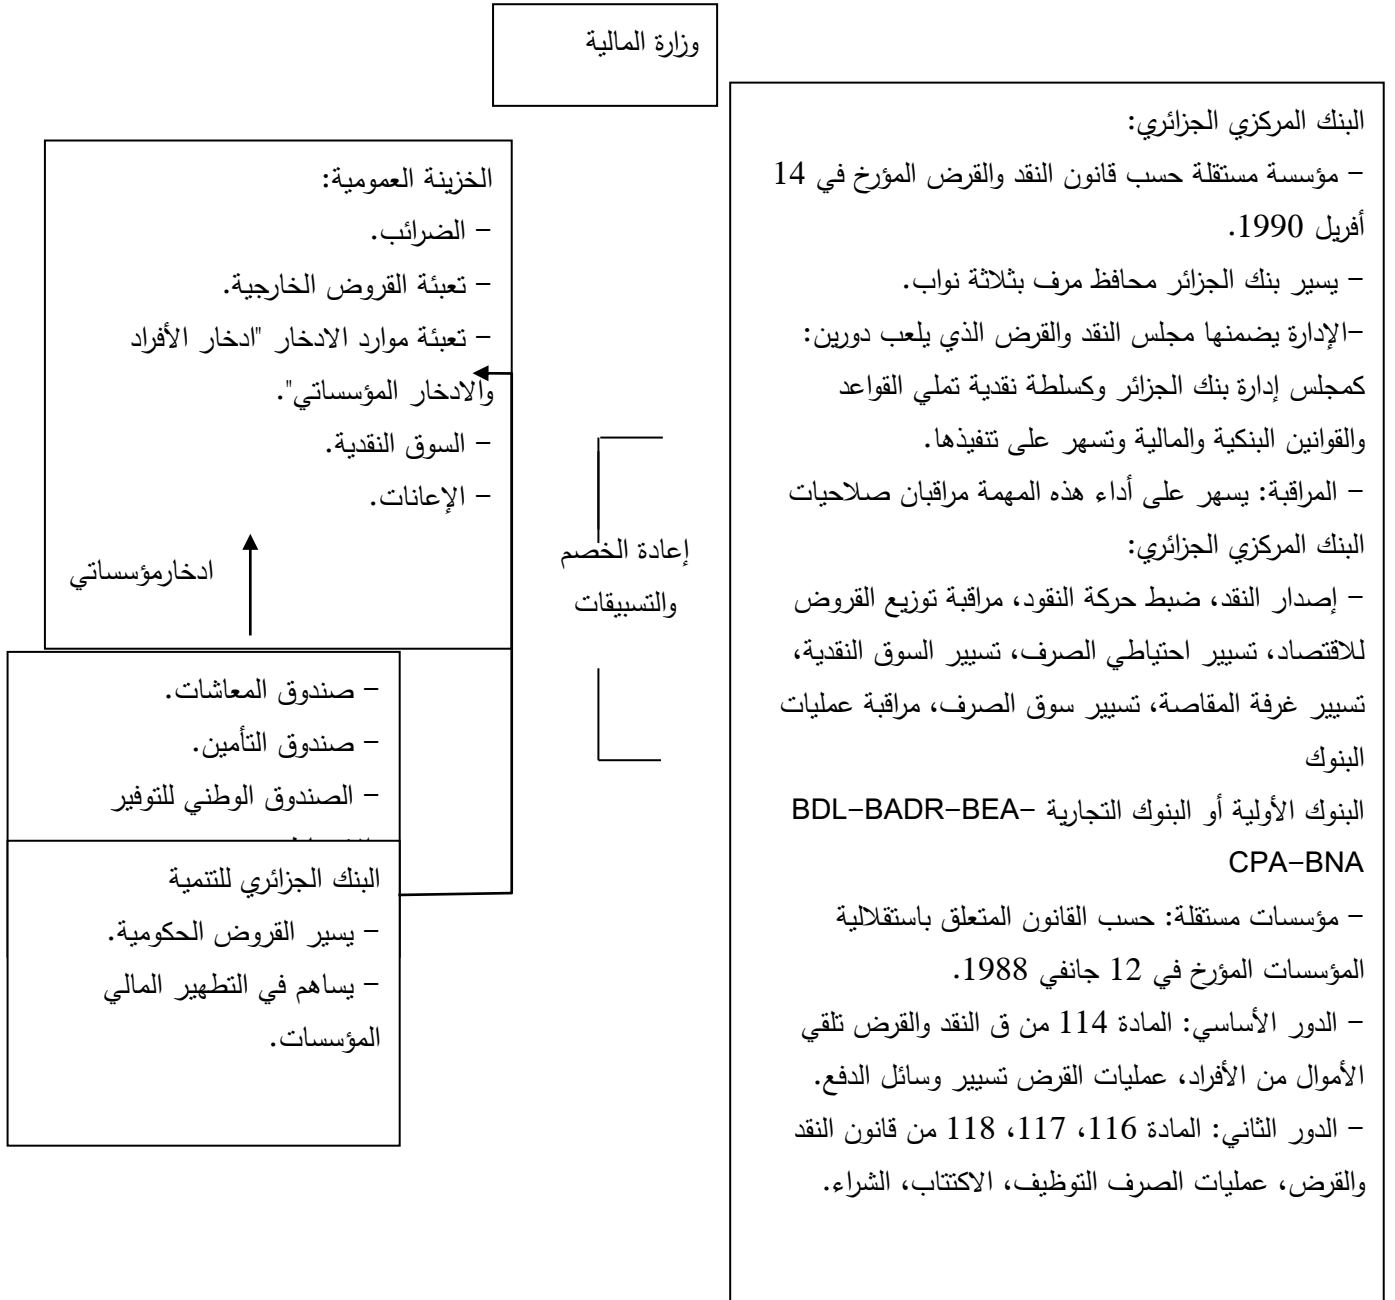 وزارة المالية
البنك المركزي الجزائري:
– مؤسسة مستقلة حسب قانون النقد والقرض المؤرخ في 14
أفريل 1990.
– يسير بنك الجزائر محافظ مرف بثلاثة نواب.
–الإدارة يضمنها مجلس النقد والقرض الذي يلعب دورين:
كمجلس إدارة بنك الجزائر وكسلطة نقدية تملي القواعد
والقوانين البنكية والمالية وتسهر على تنفيذها.
– المراقبة: يسهر على أداء هذه المهمة مراقبان صلاحيات
البنك المركزي الجزائري:
– إصدار النقد، ضبط حركة النقود، مراقبة توزيع القروض
للاقتصاد، تسيير احتياطي الصرف، تسيير السوق النقدية،
تسيير غرفة المقاصة، تسيير سوق الصرف، مراقبة عمليات
البنوك
البنوك الأولية أو البنوك التجارية BDL–BADR–BEA–
CPA–BNA
– مؤسسات مستقلة: حسب القانون المتعلق باستقلالية
المؤسسات المؤرخ في 12 جانفي 1988.
– الدور الأساسي: المادة 114 من ق النقد والقرض تلقي
الأموال من الأفراد، عمليات القرض تسيير وسائل الدفع.
– الدور الثاني: المادة 116، 117، 118 من قانون النقد
والقرض، عمليات الصرف التوظيف، الاكتتاب، الشراء.
الخزينة العمومية:
– الضرائب.
– تعبئة القروض الخارجية.
– تعبئة موارد الادخار "ادخار الأفراد
والادخار المؤسساتي".
– السوق النقدية.
– الإعانات.
ادخارمؤسساتي
إعادة الخصم
والتسبيقات
– صندوق المعاشات.
– صندوق التأمين.
– الصندوق الوطني للتوفير
البنك الجزائري للتنمية
– يسير القروض الحكومية.
– يساهم في التطهير المالي
المؤسسات.